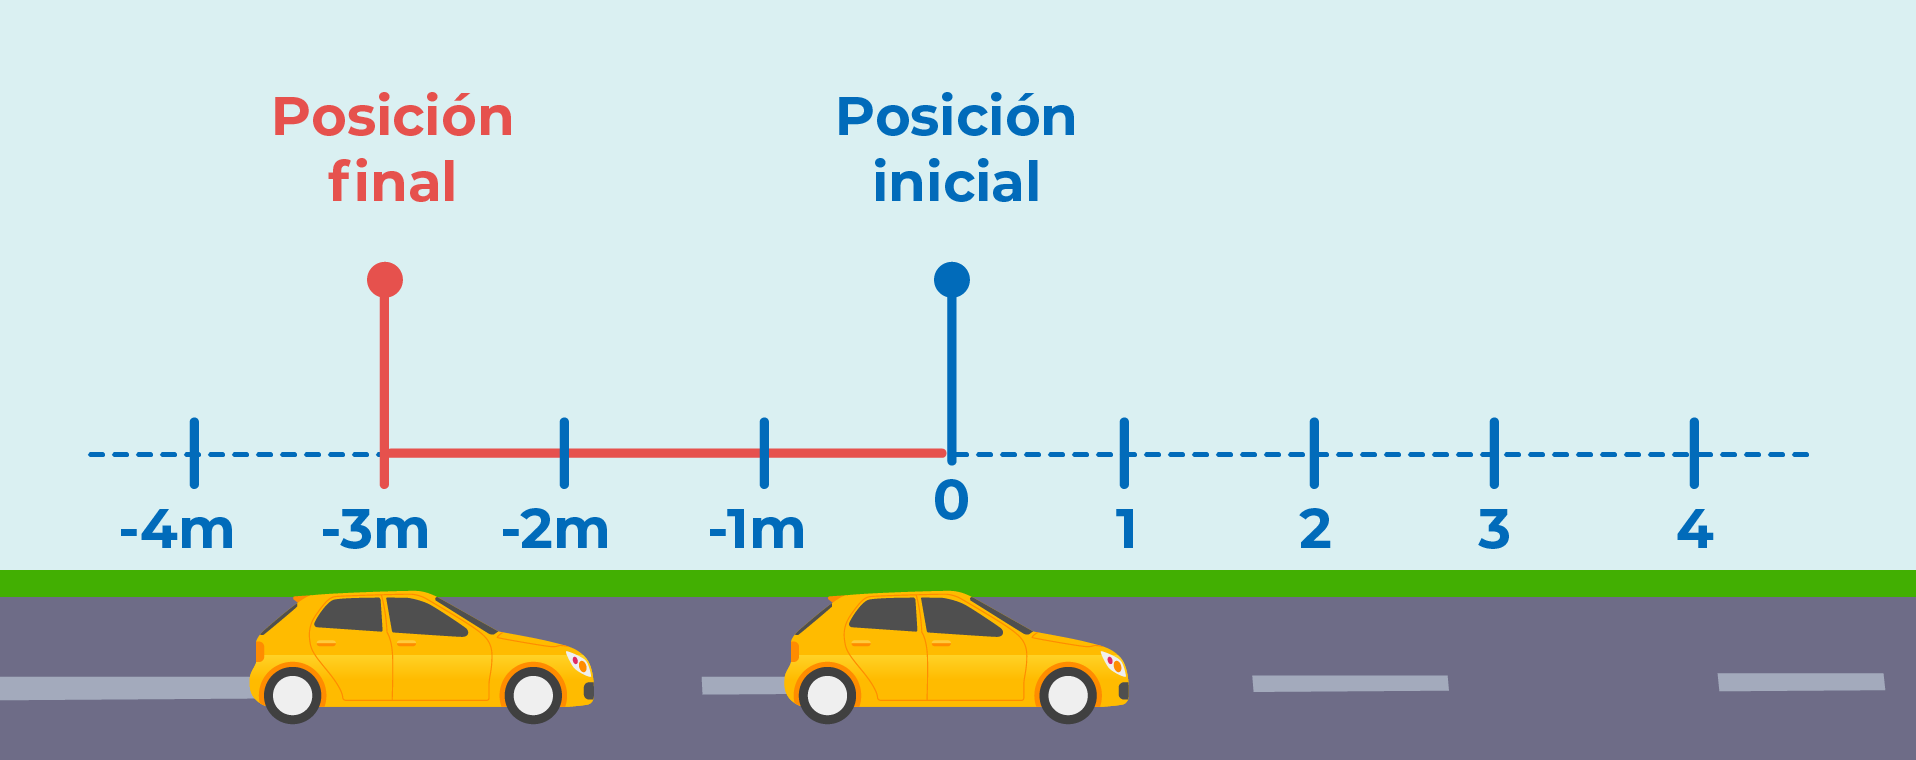 Posición
final
Posición
inicial
-4m -3m -2m -1m 0 1 2 3 4